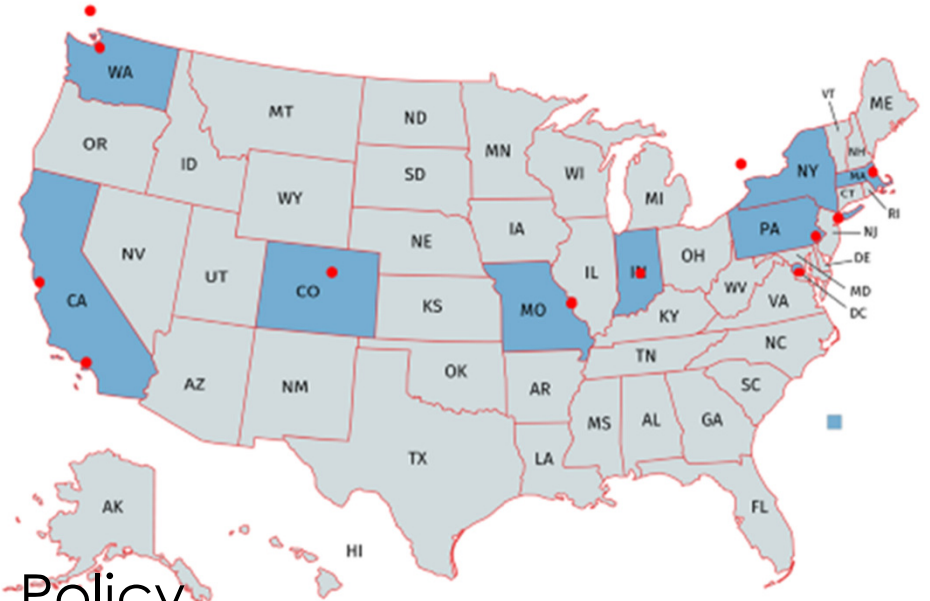 WA
MT
ND
MN
VT
ME
OR
ID
SD
WI
MI
NH
NY
MA
CT
RI
WY
IA
NE
PA
NJ
NV
UT
CO
IL
IN
OH
DE
CA
KS
MO
WV
VA
MD
DC
KY
NC
TN
AZ
NM
OK
AR
SC
MS
AL
GA
TX
LA
FL
AK
HI
Policy